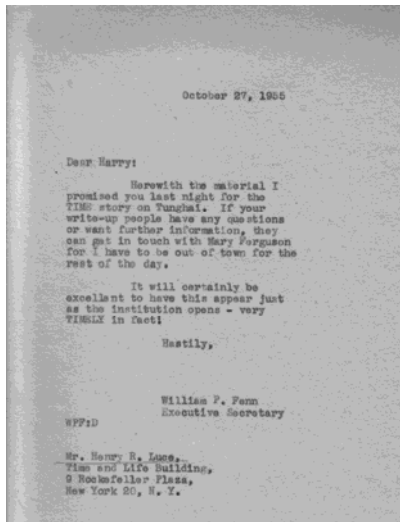 October 27, 1955
Dear Harry:
Herewith the material I
promised you last night for the
TIME story on Tunghai. If your
write-up people have any questions
or want further information, they
can get in touch with Mary Ferguson
for I have to be out of town for the
rest of the day.
It will certainly be
excellent to have this appear just
as the institution opens - very
TIMELY in fact!
Hastily,
William P. Fenn
Executive Secretary
WPF:D
Mr. Henry R. Luce,
Time and Life Building,
9 Rockefeller Plaza,
New York 20, N. Y.